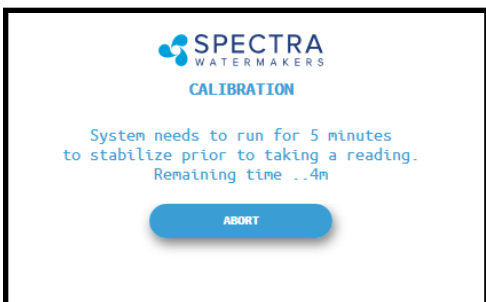 SPECTRA
WATERMAKERS
CALIBRATION
System needs to run for 5 minutes
to stabilize prior to taking a reading.
Remaining time ..4m
ABORT